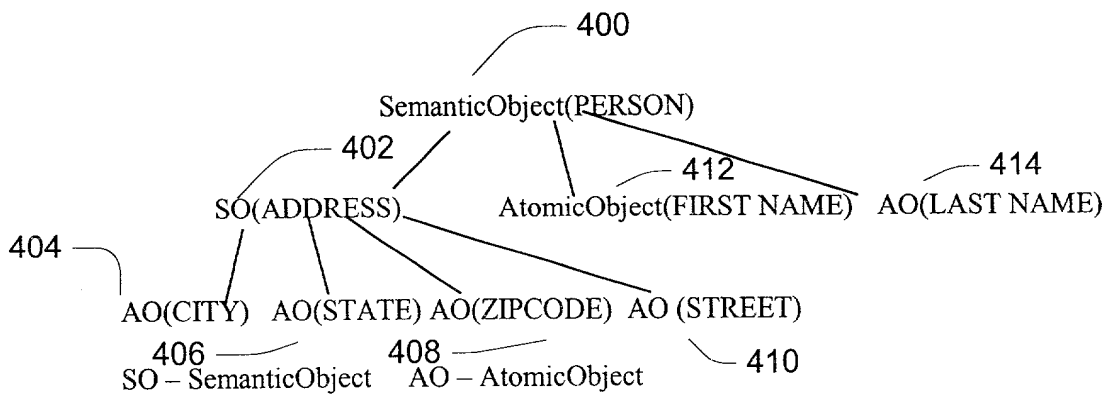 400
SemanticObject(PERSON)
402
412
414
SO(ADDRESS)
AtomicObject(FIRST NAME)
AO(LAST NAME)
404
AO(CITY)
AO(STATE)
AO(ZIPCODE)
AO (STREET)
406
408
410
SO – SemanticObject
AO – AtomicObject